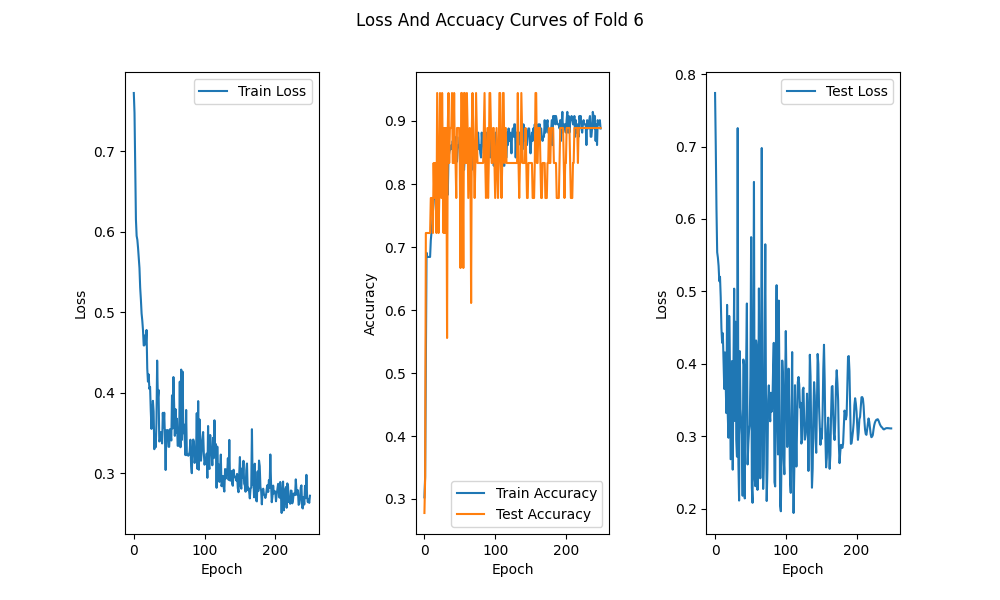 Loss And Accuacy Curves of Fold 6
Loss
0.7
0.6
0.5
0.4
0.3
Train Loss
0 100 200
Epoch
Accuracy
0.9
0.8
0.7
0.6
0.5
0.4
0.3
Train Accuracy
Test Accuracy
0 100 200
Epoch
Loss
0.8
0.7
0.6
0.5
0.4
0.3
0.2
Test Loss
0 100 200
Epoch